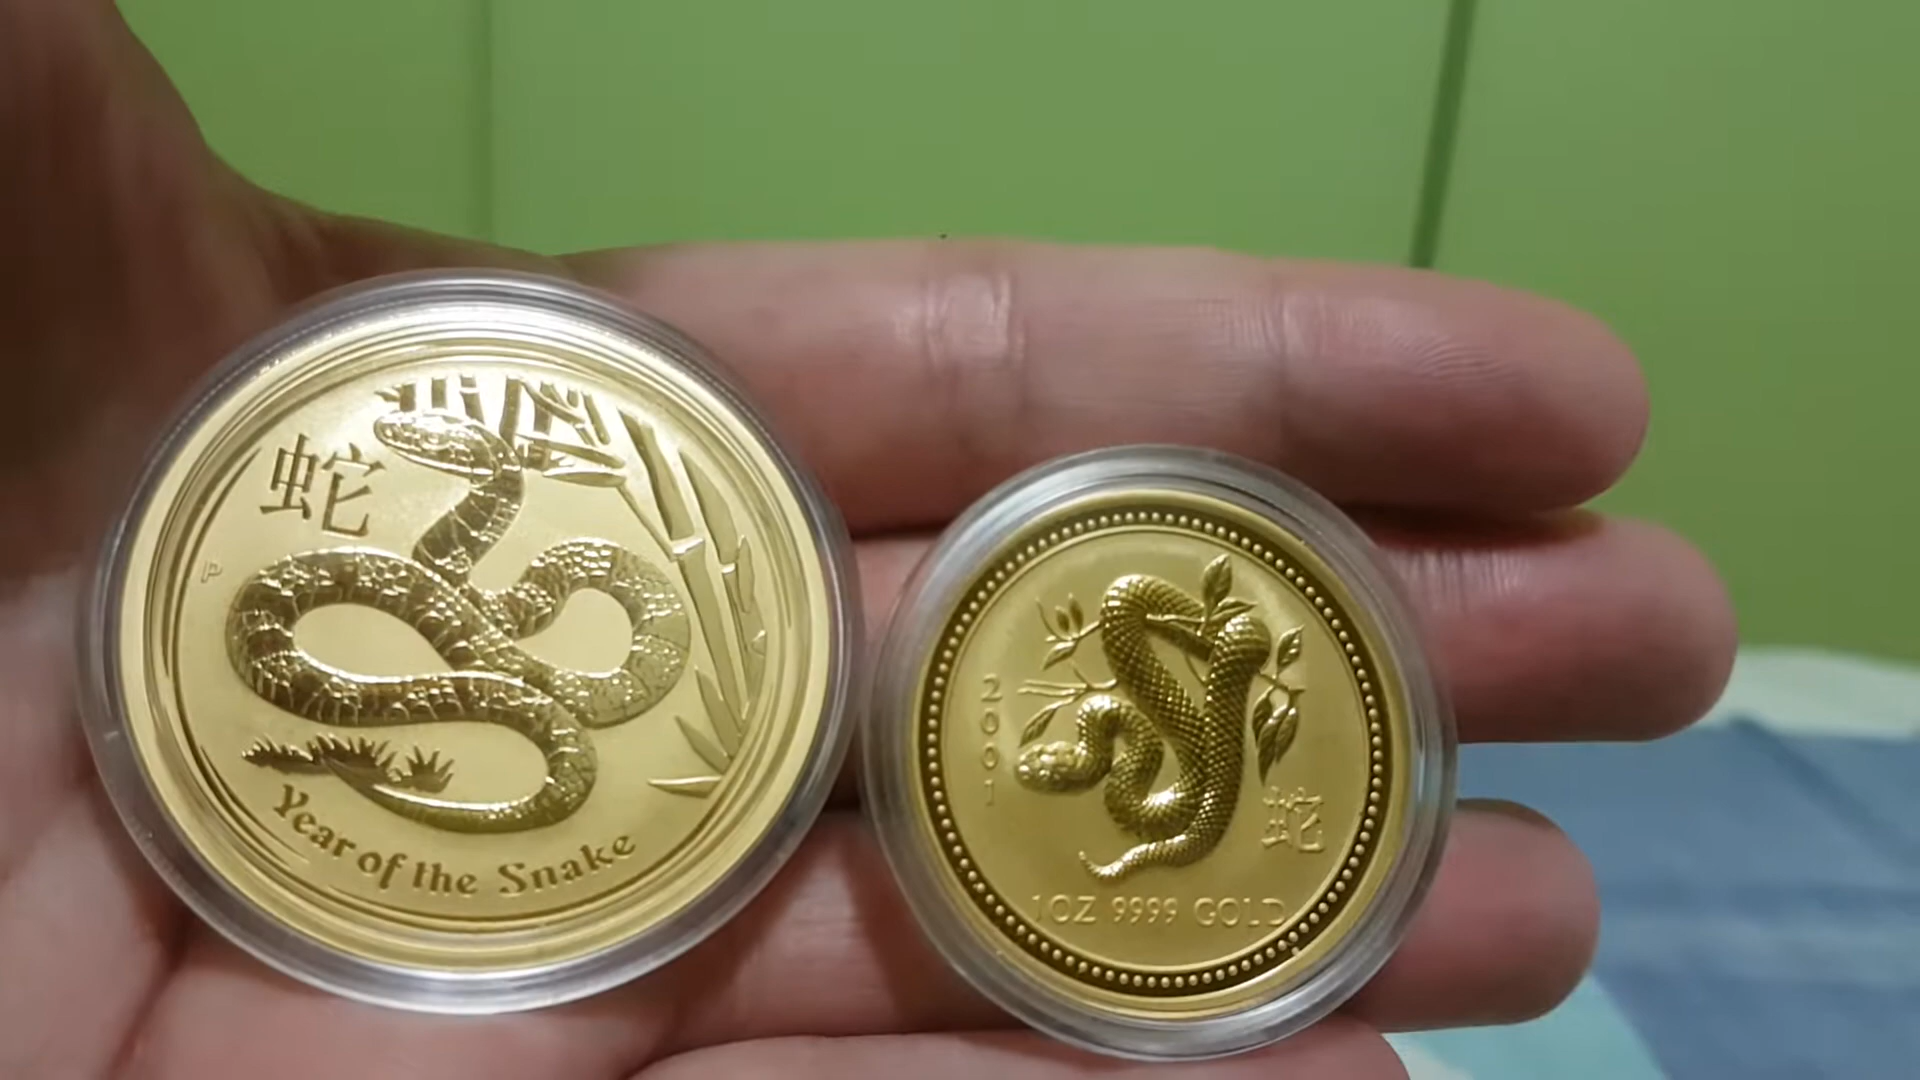 蛇
P
Year of the Snake
2001
蛇
1OZ 9999 GOLD